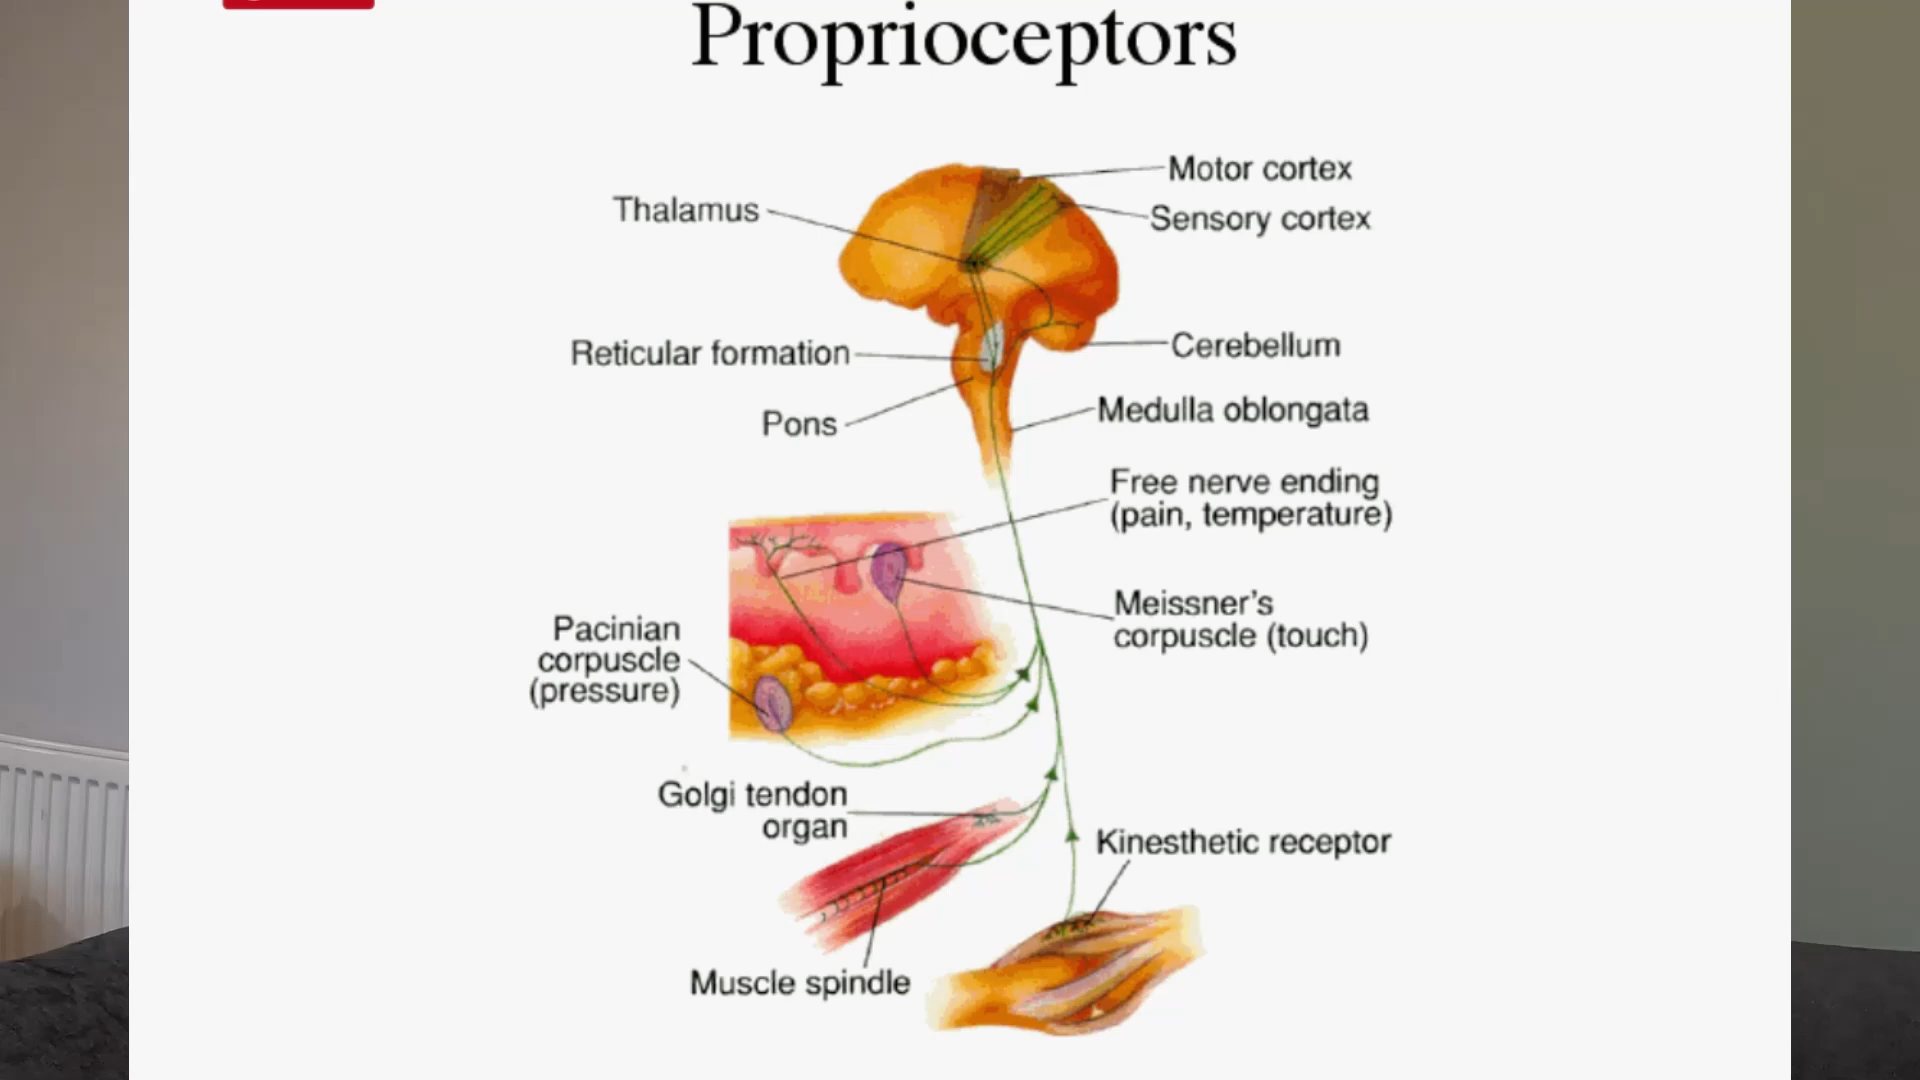 Proprioceptors
Motor cortex
Thalamus
Sensory cortex
Reticular formation
Cerebellum
Pons
Medulla oblongata
Free nerve ending
(pain, temperature)
Meissner's
corpuscle (touch)
Pacinian
corpuscle
(pressure)
Golgi tendon
organ
Kinesthetic receptor
Muscle spindle